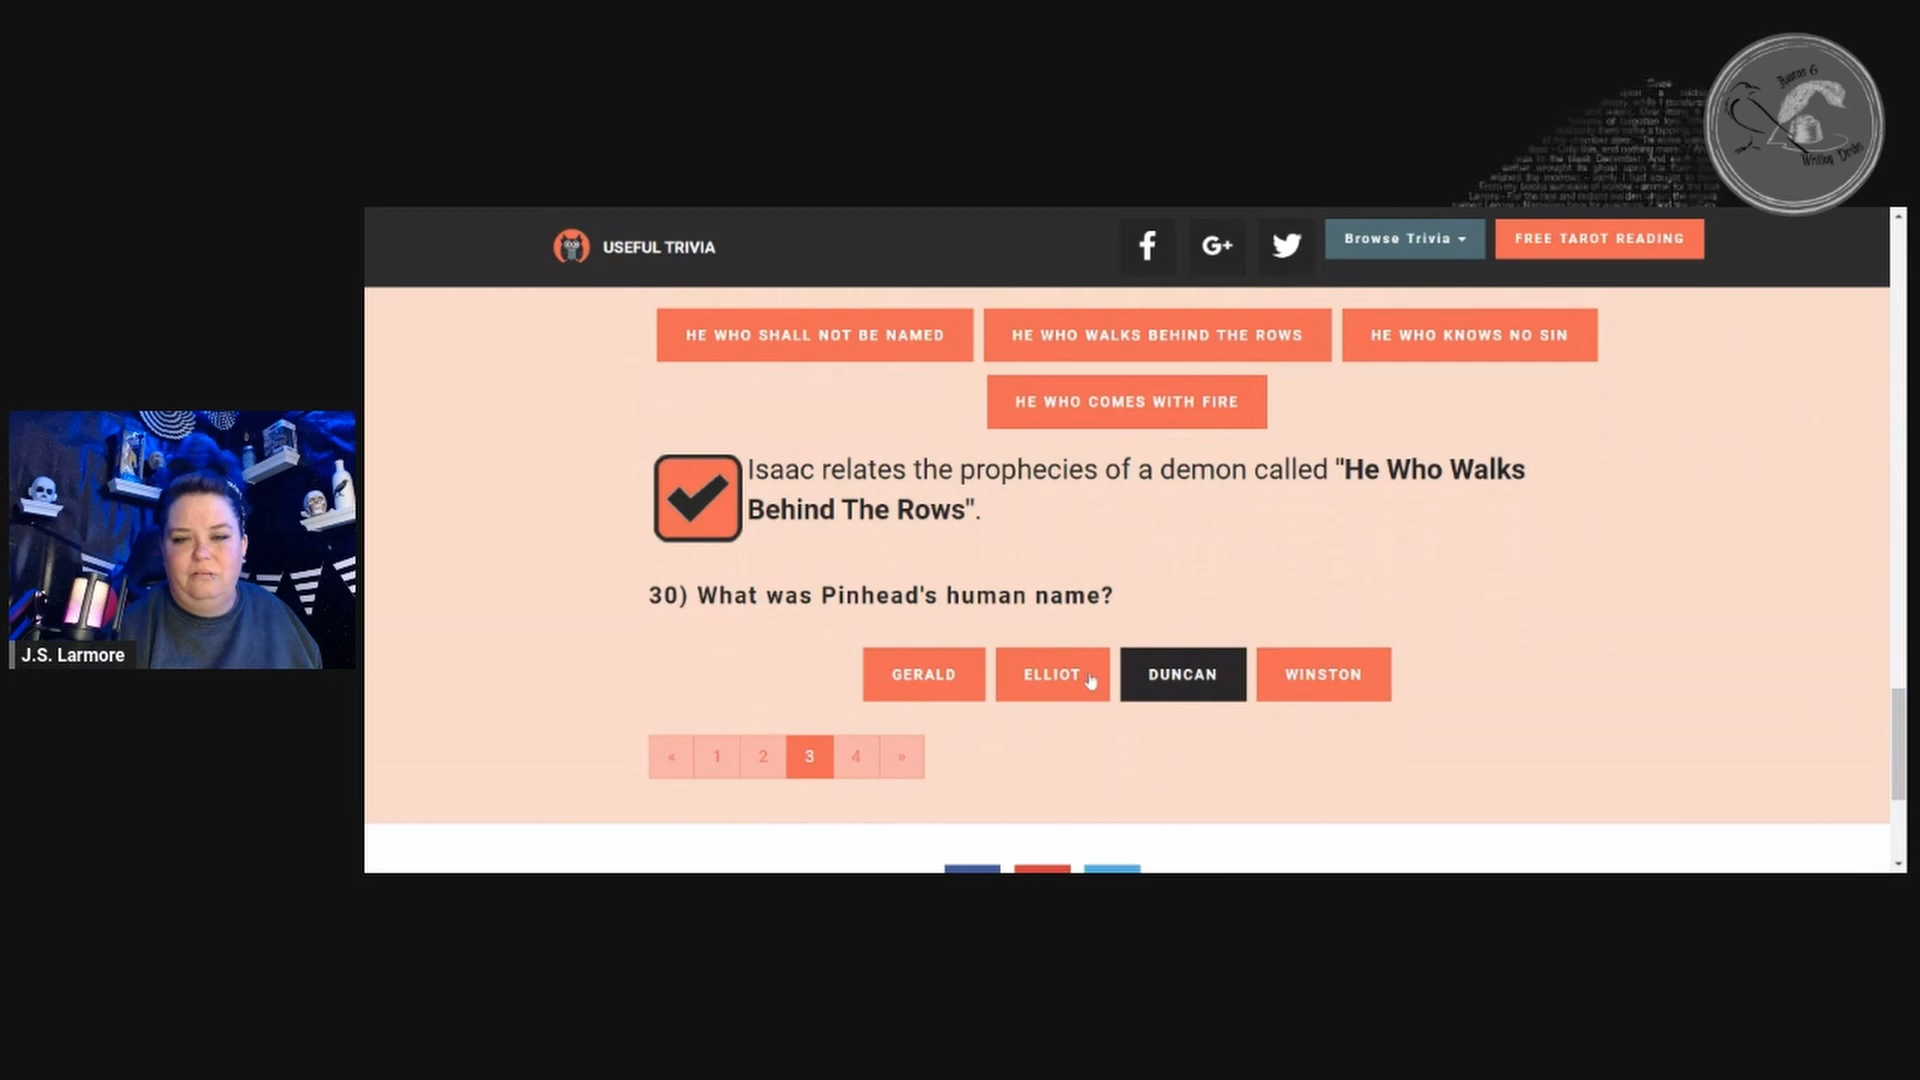 Raven &
Writing Desks
USEFUL TRIVIA
G+
Browse Trivia
FREE TAROT READING
HE WHO SHALL NOT BE NAMED
HE WHO WALKS BEHIND THE ROWS
HE WHO KNOWS NO SIN
HE WHO COMES WITH FIRE
Isaac relates the prophecies of a demon called "He Who Walks
Behind The Rows".
30) What was Pinhead's human name?
GERALD
ELLIOT
DUNCAN
WINSTON
« 1 2 3 4 »
J.S. Larmore